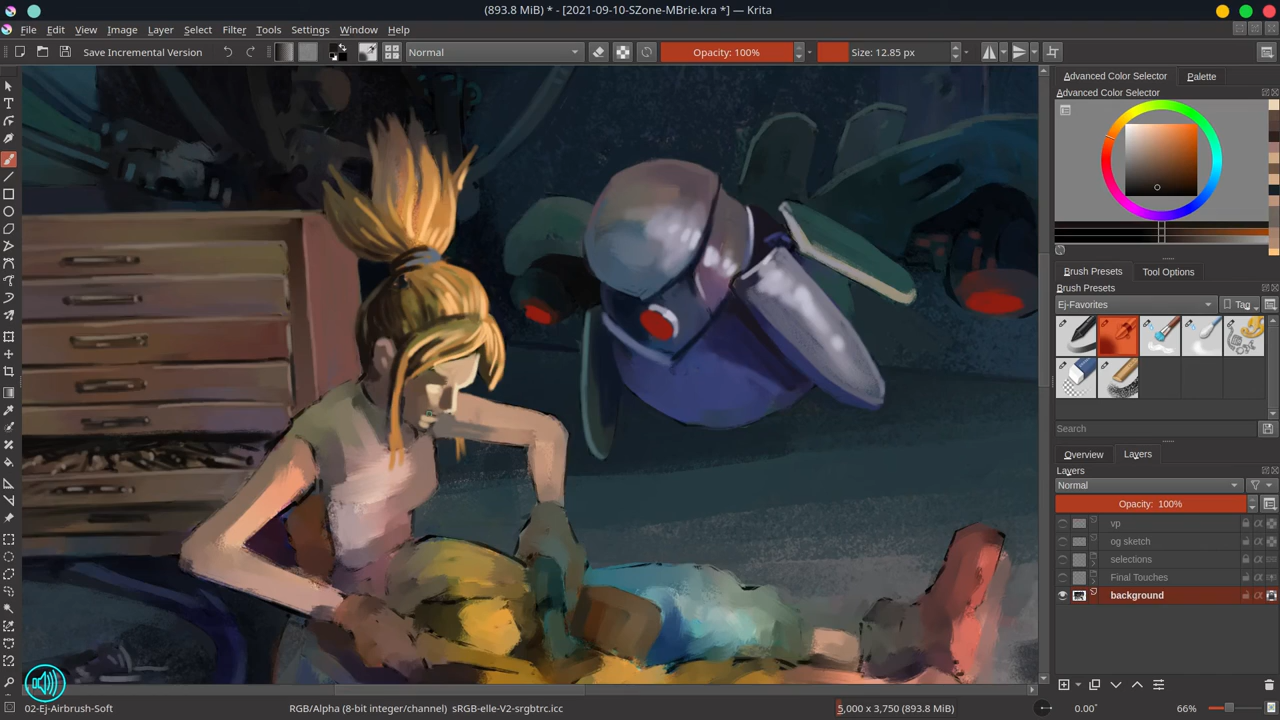 (893.8 MiB) * - [2021-09-10-SZone-MBrie.kra *] — Krita
File Edit View Image Layer Select Filter Tools Settings Window Help
Save Incremental Version Normal Opacity: 100% Size: 12.85 px
Advanced Color Selector Palette
Advanced Color Selector
Brush Presets Tool Options
Brush Presets
Ej-Favorites Tag
Search
Overview Layers
Layers
Normal
Opacity: 100%
vp
og sketch
selections
Final Touches
background
02-Ej-Airbrush-Soft RGB/Alpha (8-bit integer/channel) sRGB-elle-V2-srgbtrc.icc 5,000 x 3,750 (893.8 MiB) 0.00° 66%